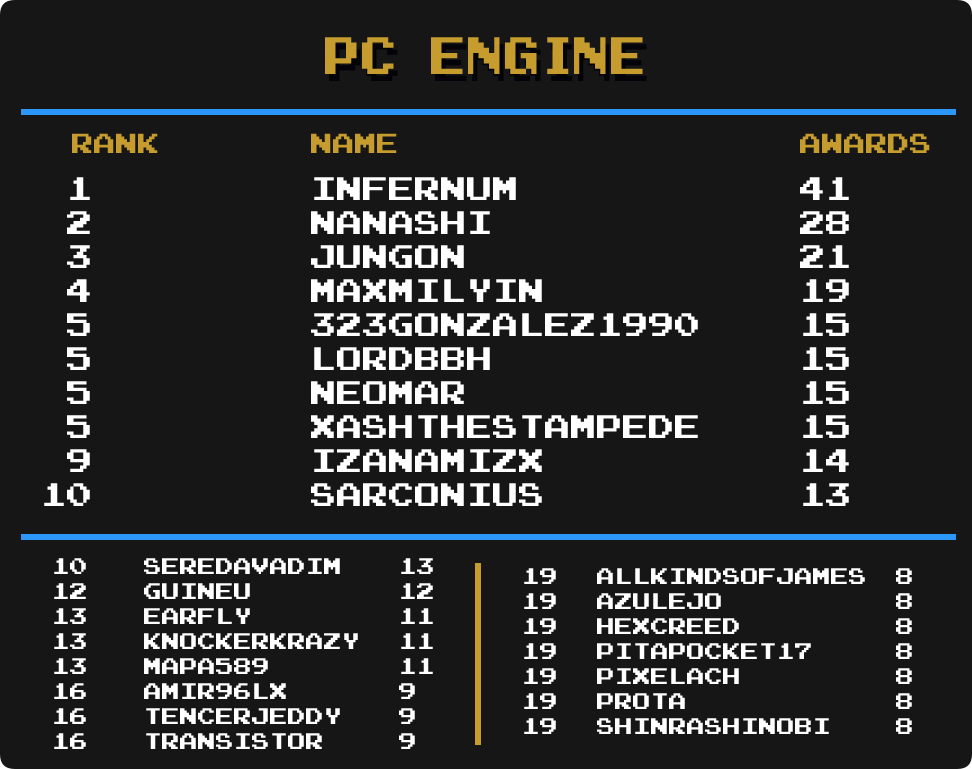 PC ENGINE
RANK NAME AWARDS
1 INFERNUM 41
2 NANASHI 28
3 JUNGON 21
4 MAXMILYIN 19
5 323GONZALEZ1990 15
5 LORDBBH 15
5 NEOMAR 15
5 XASHTHESTAMPEDE 15
9 IZANAMIZX 14
10 SARCONIUS 13
10 SEREDAVADIM 13
12 GUINEU 12
13 EARFLY 11
13 KNOCKERKRAZY 11
13 MAPA589 11
16 AMIR96LX 9
16 TENCERJEDDY 9
16 TRANSISTOR 9
19 ALLKINDSOFJAMES 8
19 AZULEJO 8
19 HEXCREED 8
19 PITAPOCKET17 8
19 PIXELACH 8
19 PROTA 8
19 SHINRASHINOBI 8